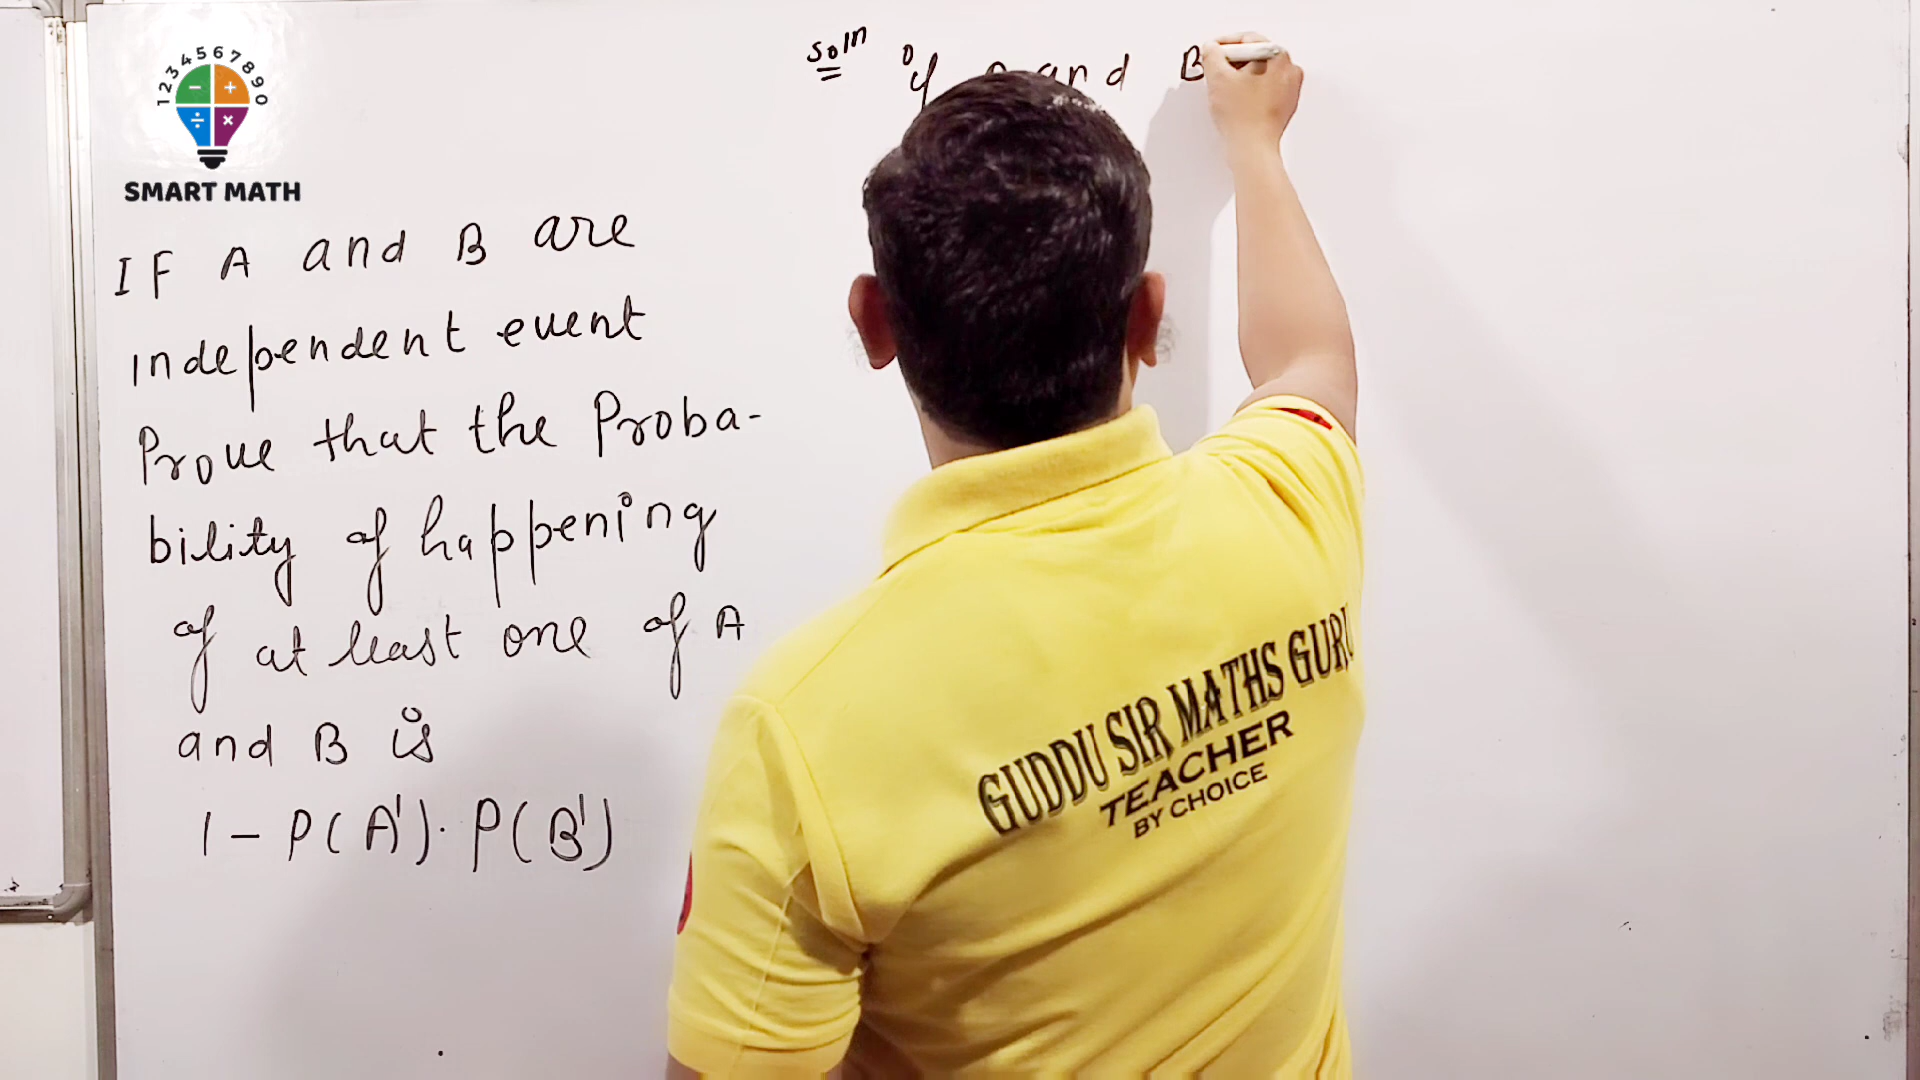 1234567890
SMART MATH
IF A and B are
independent event
Prove that the Proba-
bility of happening
of at least one of A
and B is
1 - P(A'). P(B')
Soln if A and B
GUDDU SIR MATHS GURU
TEACHER
BY CHOICE